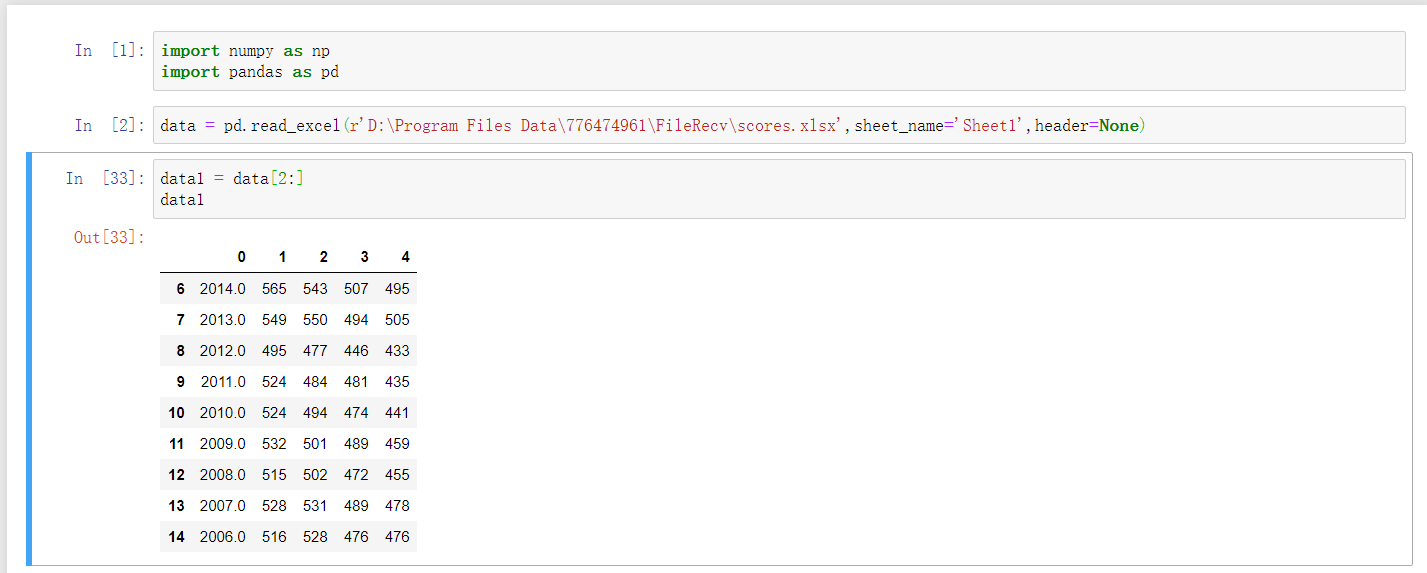 In [1]: import numpy as np
import pandas as pd
In [2]: data = pd.read_excel(r'D:\Program Files Data\776474961\FileRecv\scores.xlsx',sheet_name='Sheet1',header=None)
In [33]: data1 = data[2:]
data1
Out[33]:
0 1 2 3 4
6 2014.0 565 543 507 495
7 2013.0 549 550 494 505
8 2012.0 495 477 446 433
9 2011.0 524 484 481 435
10 2010.0 524 494 474 441
11 2009.0 532 501 489 459
12 2008.0 515 502 472 455
13 2007.0 528 531 489 478
14 2006.0 516 528 476 476